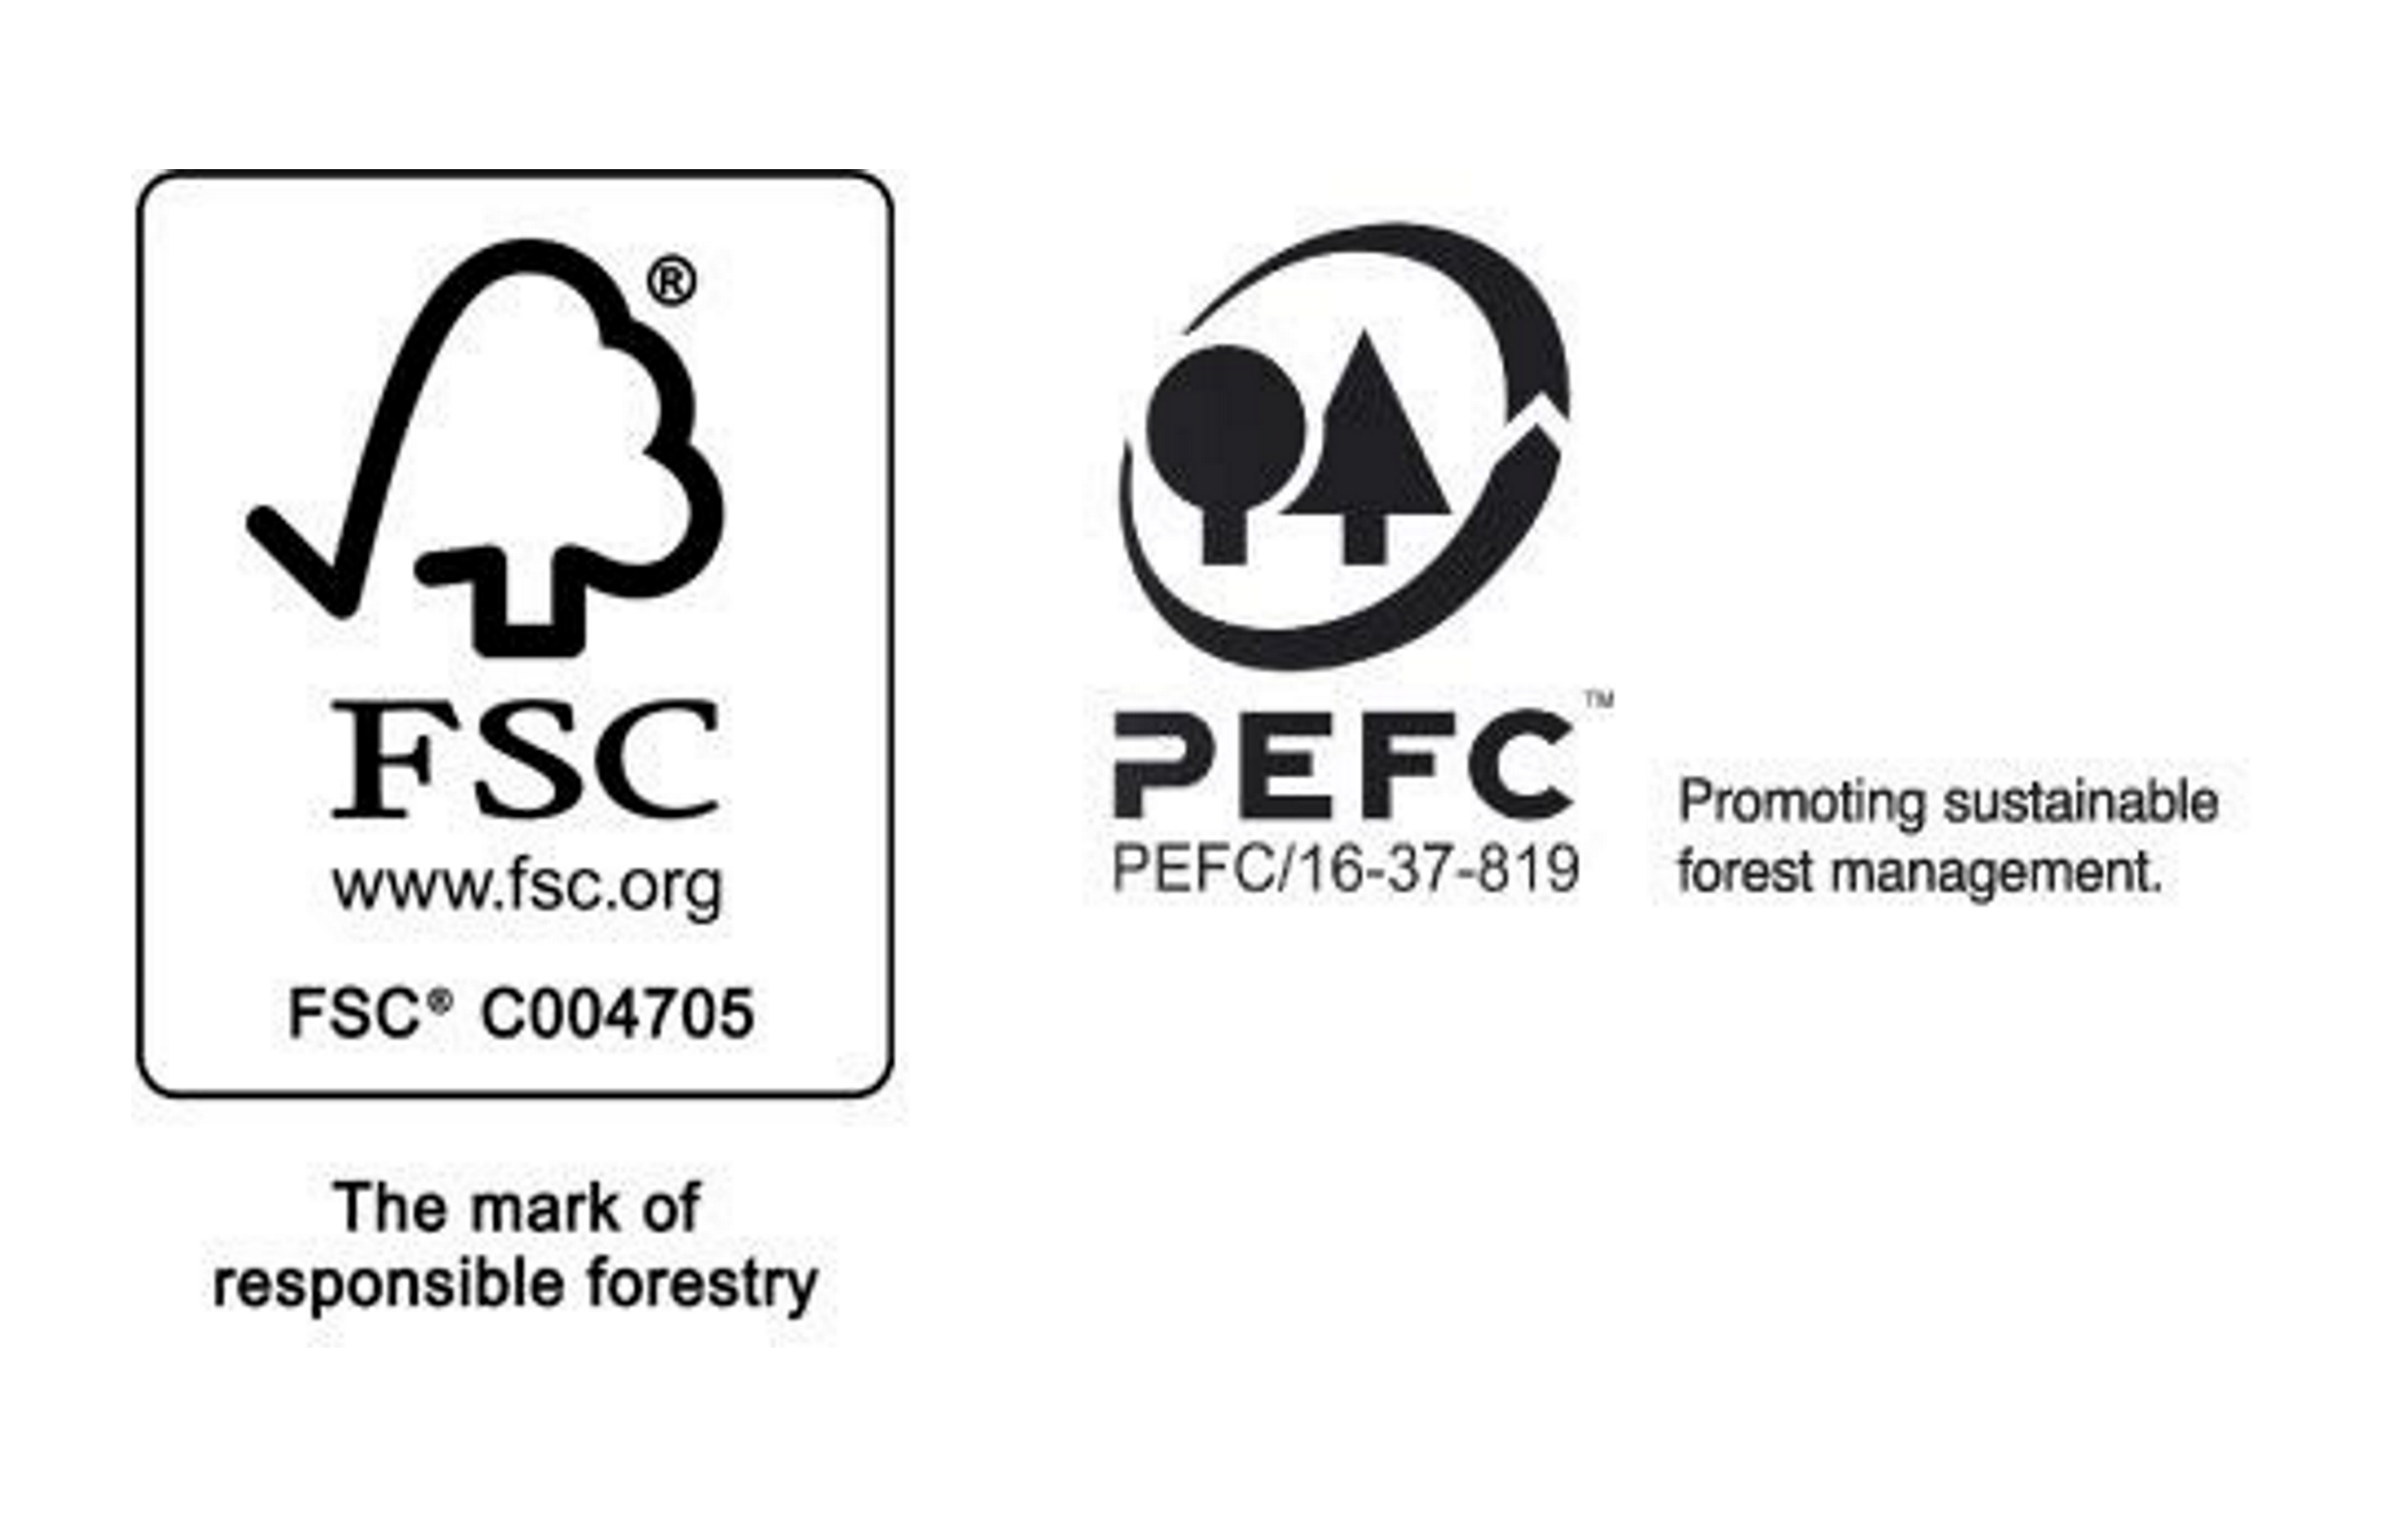 ®
FSC
www.fsc.org
FSC® C004705
The mark of
responsible forestry
PEFC™
PEFC/16-37-819
Promoting sustainable
forest management.